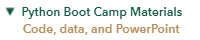 Python Boot Camp Materials
Code, data, and PowerPoint